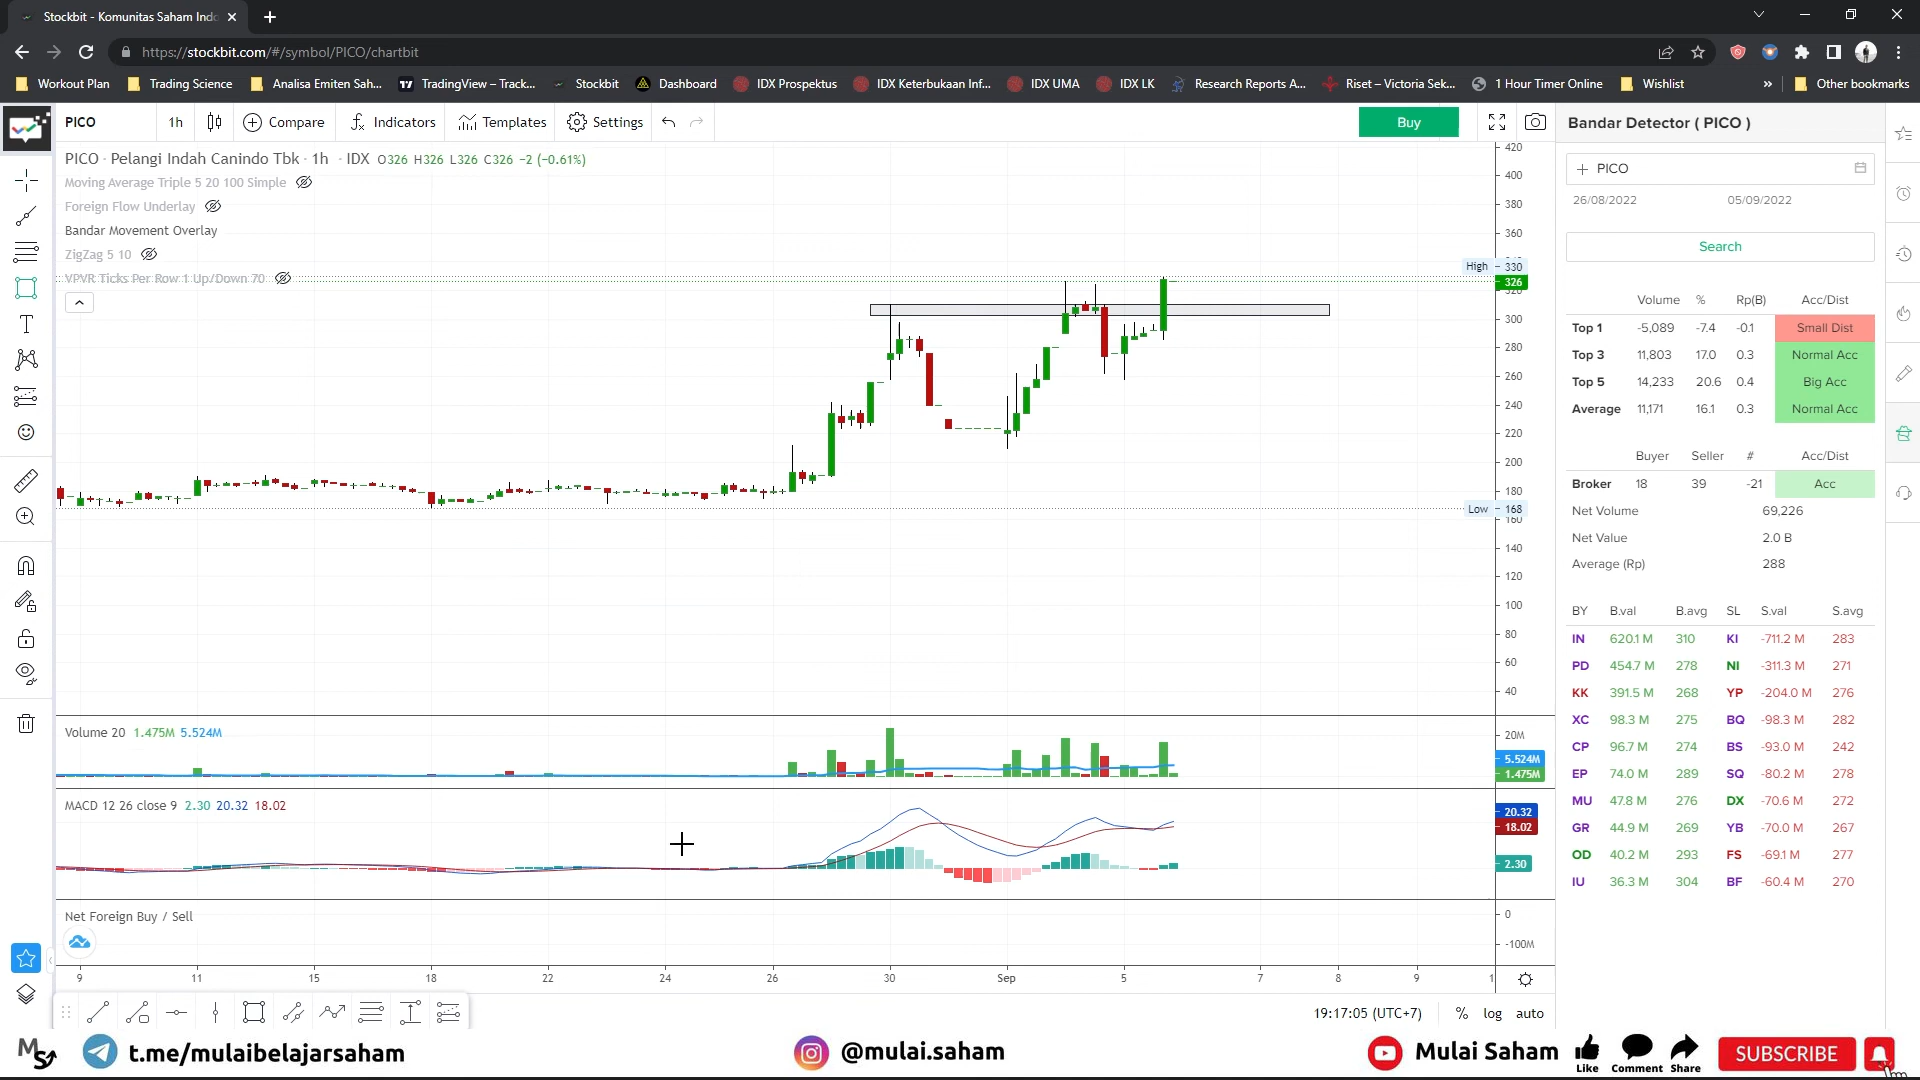 Stockbit - Komunitas Saham Indo
https://stockbit.com/#/symbol/PICO/chartbit
Workout Plan Trading Science Analisa Emiten Sah... TradingView – Track... Stockbit Dashboard IDX Prospektus IDX Keterbukaan Inf... IDX UMA IDX LK Research Reports A... Riset – Victoria Sek... 1 Hour Timer Online Wishlist » Other bookmarks
PICO 1h Compare Indicators Templates Settings Buy
Bandar Detector ( PICO )
PICO · Pelangi Indah Canindo Tbk · 1h · IDX O326 H326 L326 C326 −2 (−0.61%)
Moving Average Triple 5 20 100 Simple
Foreign Flow Underlay
Bandar Movement Overlay
ZigZag 5 10
VPVR Ticks Per Row 1 Up/Down 70
420
400
380
360
High 330
326
320
300
280
260
240
220
200
180
Low 168
160
140
120
100
80
60
40
Volume 20 1.475M 5.524M
20M
5.524M
1.475M
MACD 12 26 close 9 2.30 20.32 18.02
20.32
18.02
2.30
Net Foreign Buy / Sell
0
-100M
9 11 15 18 22 24 26 30 Sep 5 7 8 9 1
19:17:05 (UTC+7) % log auto
PICO
26/08/2022 05/09/2022
Search
Volume % Rp(B) Acc/Dist
Top 1 -5,089 -7.4 -0.1 Small Dist
Top 3 11,803 17.0 0.3 Normal Acc
Top 5 14,233 20.6 0.4 Big Acc
Average 11,171 16.1 0.3 Normal Acc
Buyer Seller # Acc/Dist
Broker 18 39 -21 Acc
Net Volume 69,226
Net Value 2.0 B
Average (Rp) 288
BY B.val B.avg SL S.val S.avg
IN 620.1 M 310 KI -711.2 M 283
PD 454.7 M 278 NI -311.3 M 271
KK 391.5 M 268 YP -204.0 M 276
XC 98.3 M 275 BQ -98.3 M 282
CP 96.7 M 274 BS -93.0 M 242
EP 74.0 M 289 SQ -80.2 M 278
MU 47.8 M 276 DX -70.6 M 272
GR 44.9 M 269 YB -70.0 M 267
OD 40.2 M 293 FS -69.1 M 277
IU 36.3 M 304 BF -60.4 M 270
MS t.me/mulaibelajarsaham @mulai.saham Mulai Saham Like Comment Share SUBSCRIBE